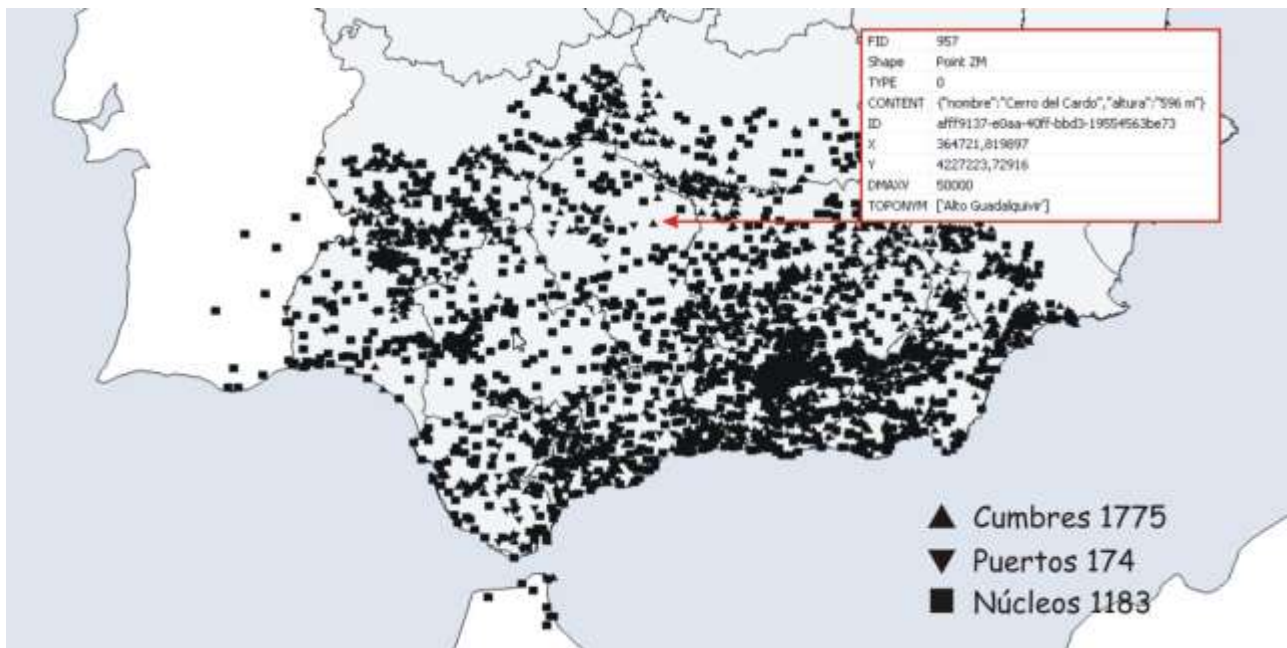 FID 957
Shape Point ZM
TYPE 0
CONTENT {"nombre":"Cerro del Cardo","altura":"596 m"}
ID afff9137-e0aa-40ff-bbd3-19554563be73
X 364721,819897
Y 4227223,72916
DMAXV 50000
TOPONYM ['Alto Guadalquivir']
Cumbres 1775
Puertos 174
Núcleos 1183